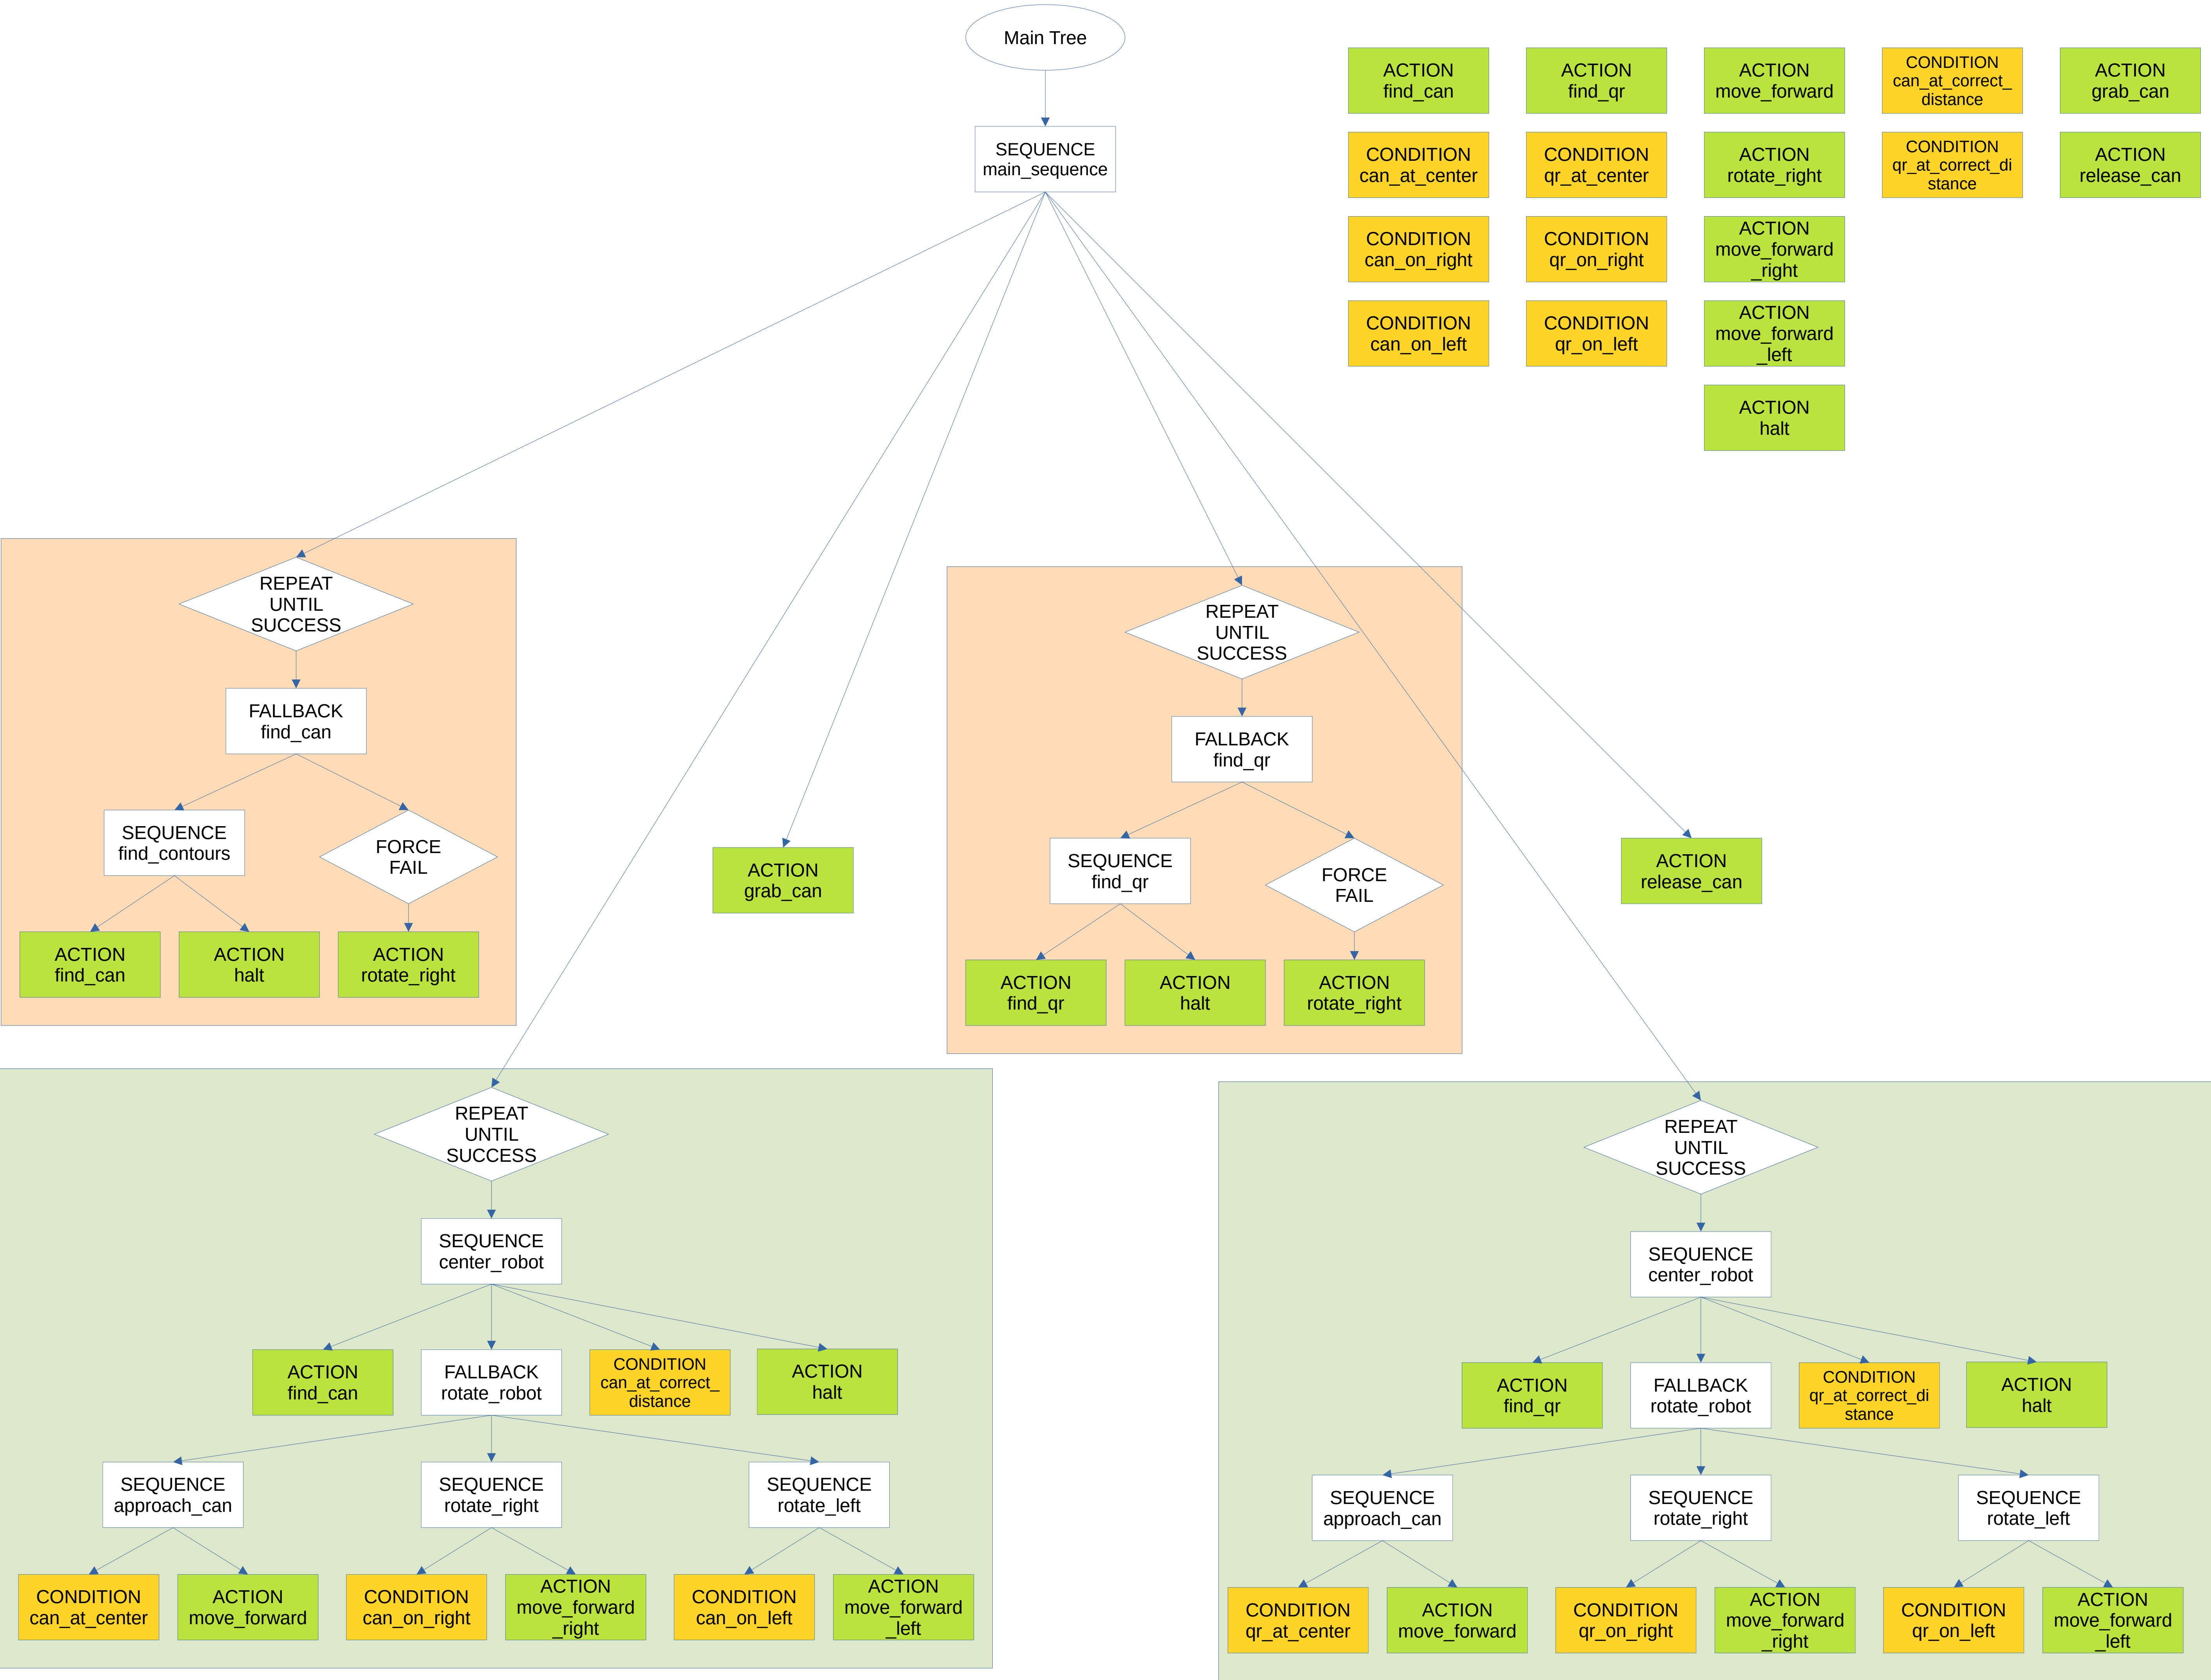 Main Tree
SEQUENCE
main_sequence
ACTION
find_can
ACTION
find_qr
ACTION
move_forward
CONDITION
can_at_correct_
distance
ACTION
grab_can
CONDITION
can_at_center
CONDITION
qr_at_center
ACTION
rotate_right
CONDITION
qr_at_correct_di
stance
ACTION
release_can
CONDITION
can_on_right
CONDITION
qr_on_right
ACTION
move_forward
_right
CONDITION
can_on_left
CONDITION
qr_on_left
ACTION
move_forward
_left
ACTION
halt
REPEAT
UNTIL
SUCCESS
FALLBACK
find_can
SEQUENCE
find_contours
FORCE
FAIL
ACTION
find_can
ACTION
halt
ACTION
rotate_right
ACTION
grab_can
REPEAT
UNTIL
SUCCESS
FALLBACK
find_qr
SEQUENCE
find_qr
FORCE
FAIL
ACTION
find_qr
ACTION
halt
ACTION
rotate_right
ACTION
release_can
REPEAT
UNTIL
SUCCESS
SEQUENCE
center_robot
ACTION
find_can
FALLBACK
rotate_robot
CONDITION
can_at_correct_
distance
ACTION
halt
SEQUENCE
approach_can
SEQUENCE
rotate_right
SEQUENCE
rotate_left
CONDITION
can_at_center
ACTION
move_forward
CONDITION
can_on_right
ACTION
move_forward
_right
CONDITION
can_on_left
ACTION
move_forward
_left
REPEAT
UNTIL
SUCCESS
SEQUENCE
center_robot
ACTION
find_qr
FALLBACK
rotate_robot
CONDITION
qr_at_correct_di
stance
ACTION
halt
SEQUENCE
approach_can
SEQUENCE
rotate_right
SEQUENCE
rotate_left
CONDITION
qr_at_center
ACTION
move_forward
CONDITION
qr_on_right
ACTION
move_forward
_right
CONDITION
qr_on_left
ACTION
move_forward
_left